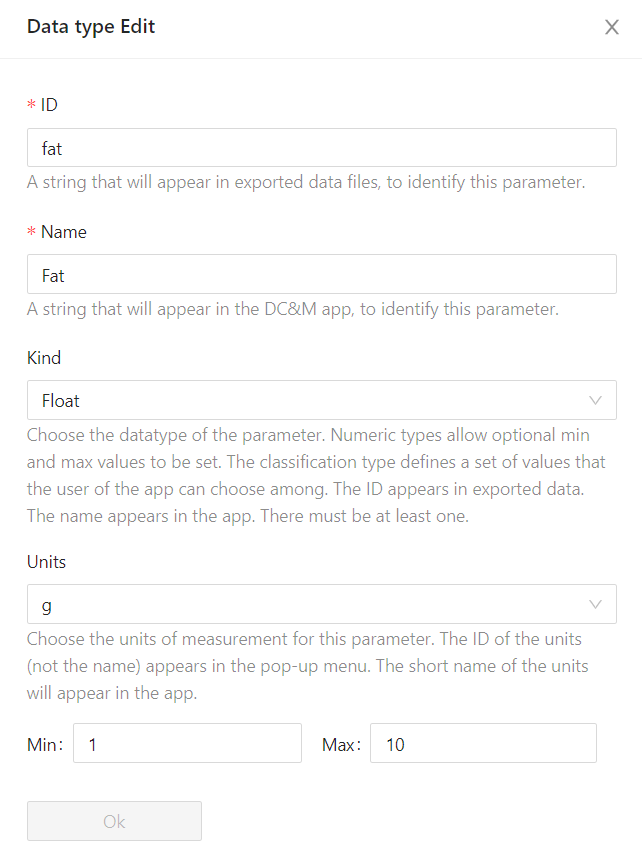 Data type Edit
* ID
fat
A string that will appear in exported data files, to identify this parameter.
* Name
Fat
A string that will appear in the DC&M app, to identify this parameter.
Kind
Float
Choose the datatype of the parameter. Numeric types allow optional min
and max values to be set. The classification type defines a set of values that
the user of the app can choose among. The ID appears in exported data.
The name appears in the app. There must be at least one.
Units
g
Choose the units of measurement for this parameter. The ID of the units
(not the name) appears in the pop-up menu. The short name of the units
will appear in the app.
Min: 1 Max: 10
Ok